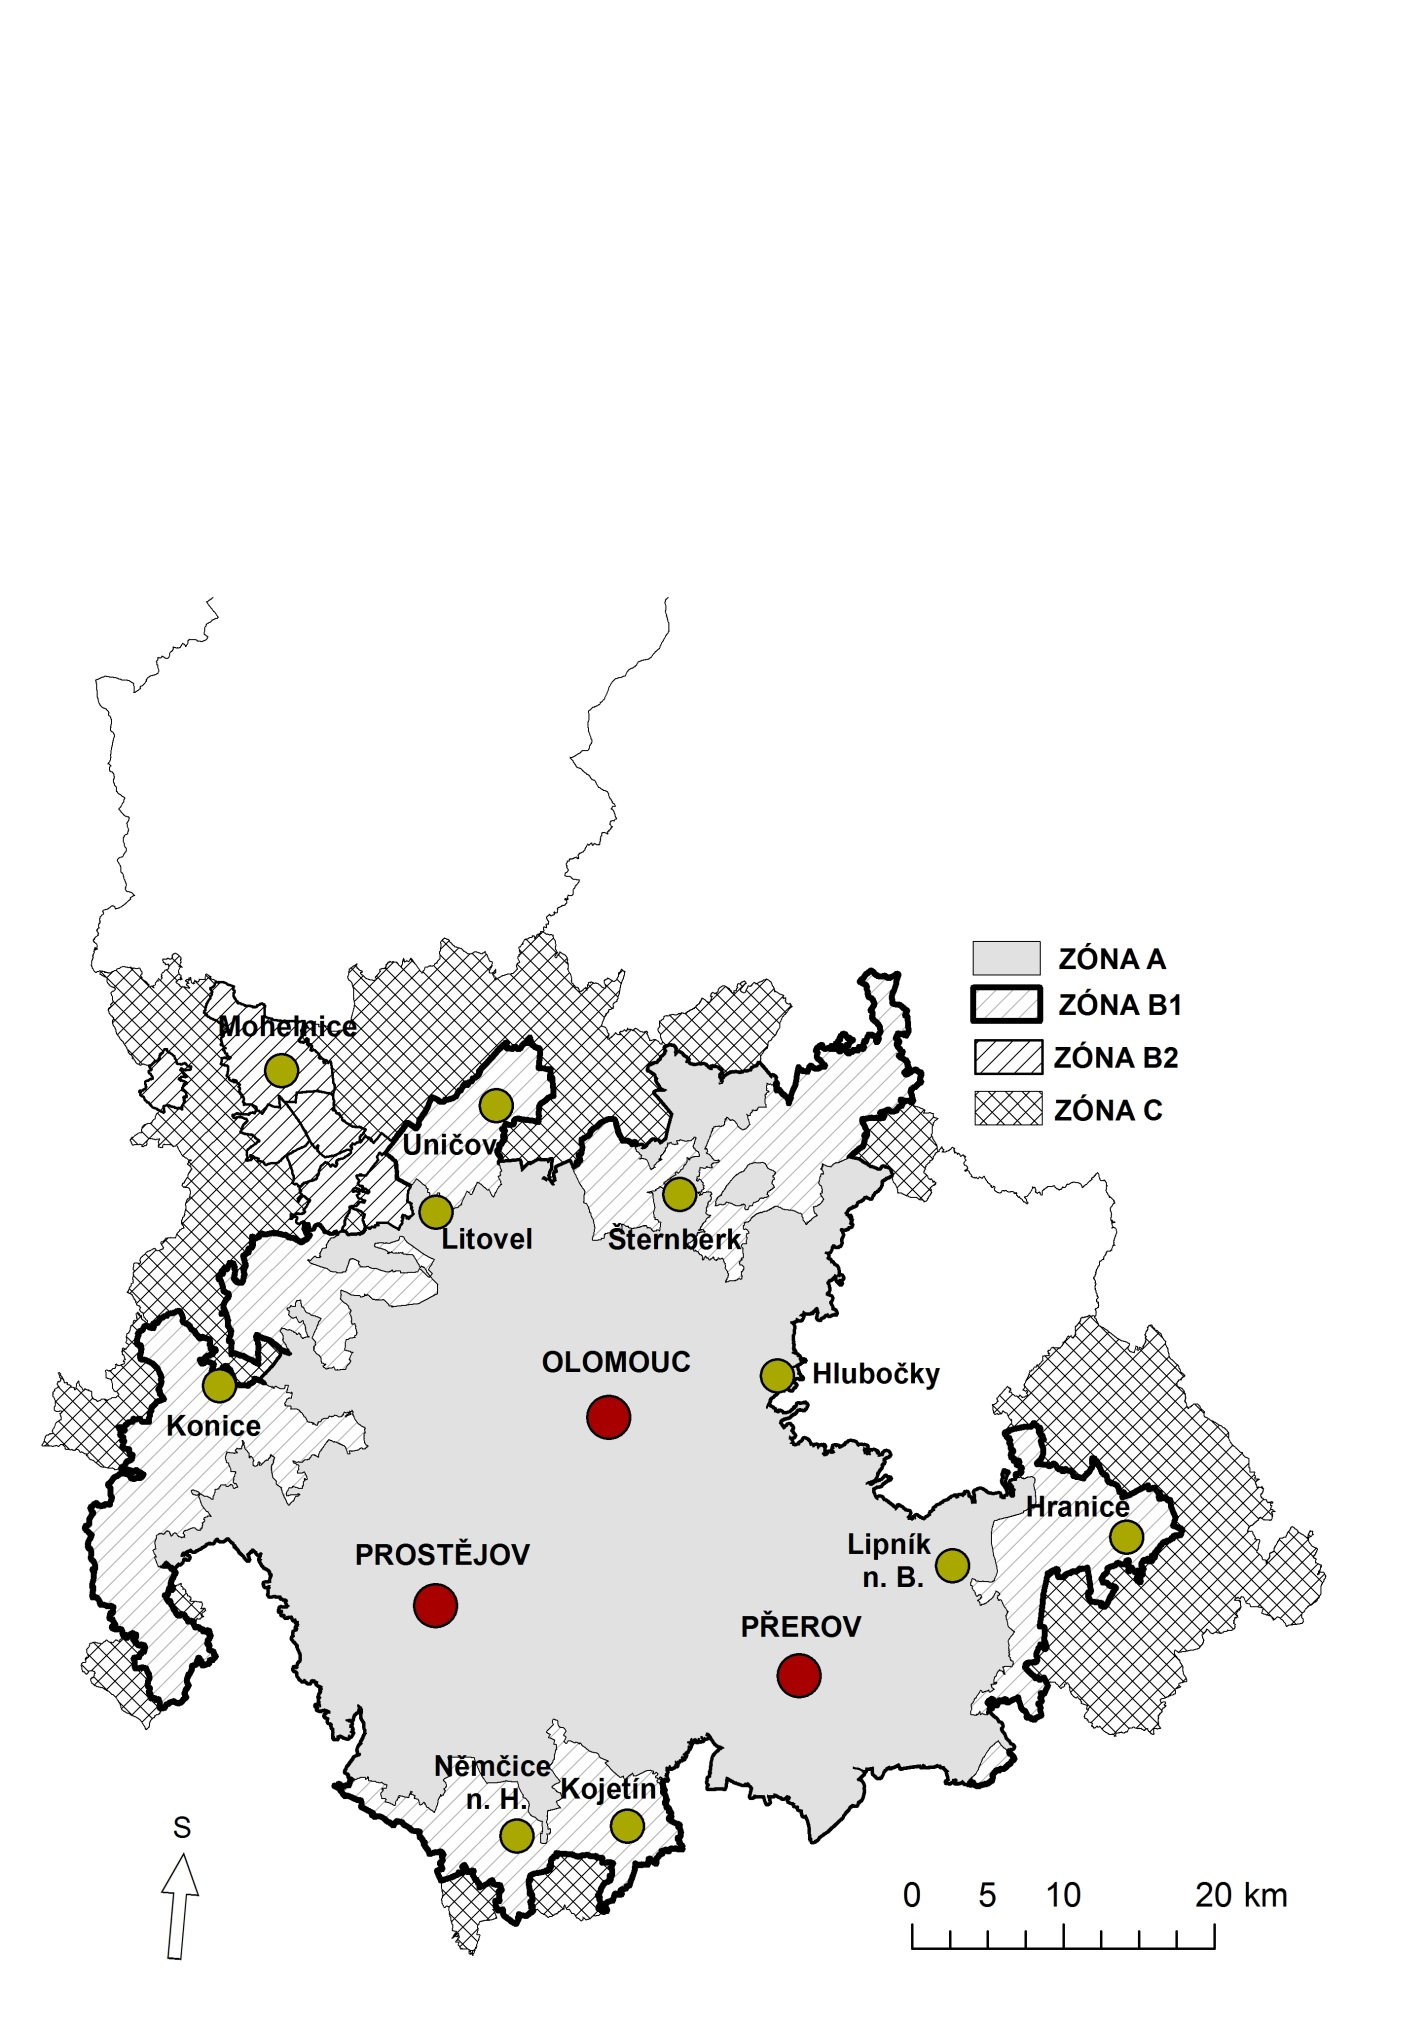 ZÓNA A
ZÓNA B1
Mohelnice
ZÓNA B2
ZÓNA C
Uničov
Litovel
Šternberk
OLOMOUC
Hlubočky
Konice
Hranice
PROSTĚJOV
Lipník
n. B.
PŘEROV
Němčice
n. H.
Kojetín
S
0 5 10 20 km